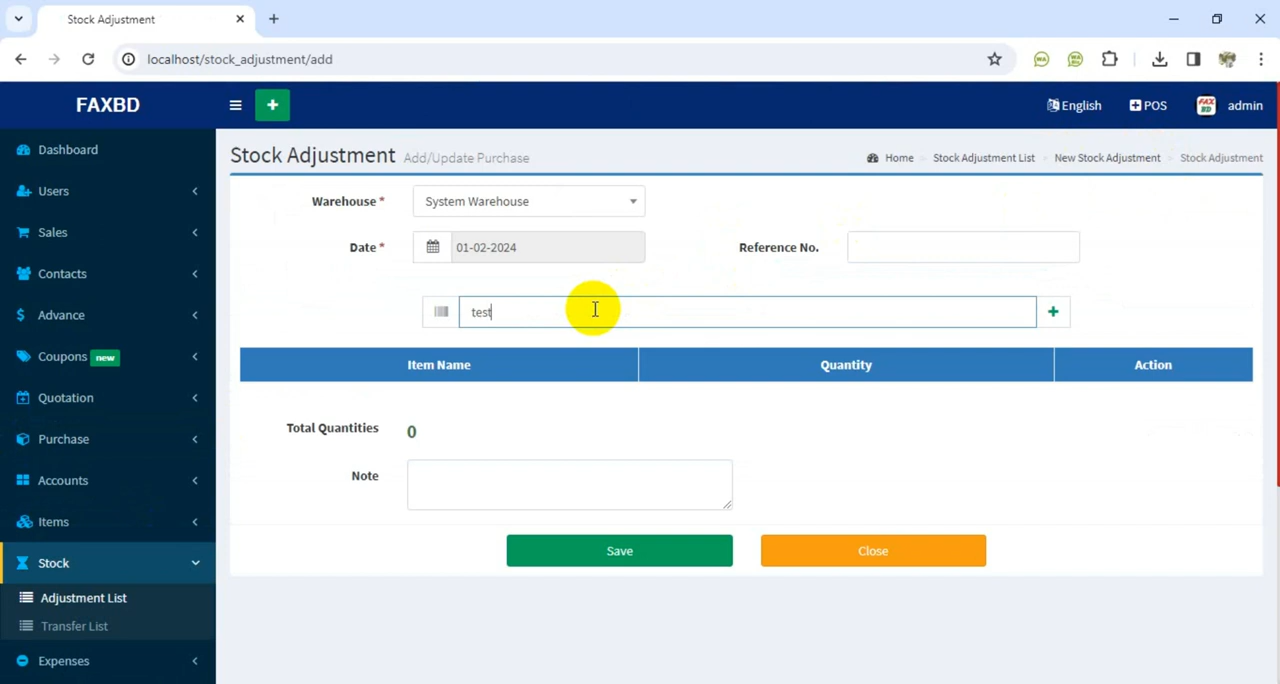 Stock Adjustment
localhost/stock_adjustment/add
FAXBD
English
POS
admin
Dashboard
Users
Sales
Contacts
Advance
Coupons new
Quotation
Purchase
Accounts
Items
Stock
Adjustment List
Transfer List
Expenses
Stock Adjustment Add/Update Purchase
Home Stock Adjustment List New Stock Adjustment Stock Adjustment
Warehouse * System Warehouse
Date * 01-02-2024 Reference No.
test
Item Name Quantity Action
Total Quantities 0
Note
Save Close